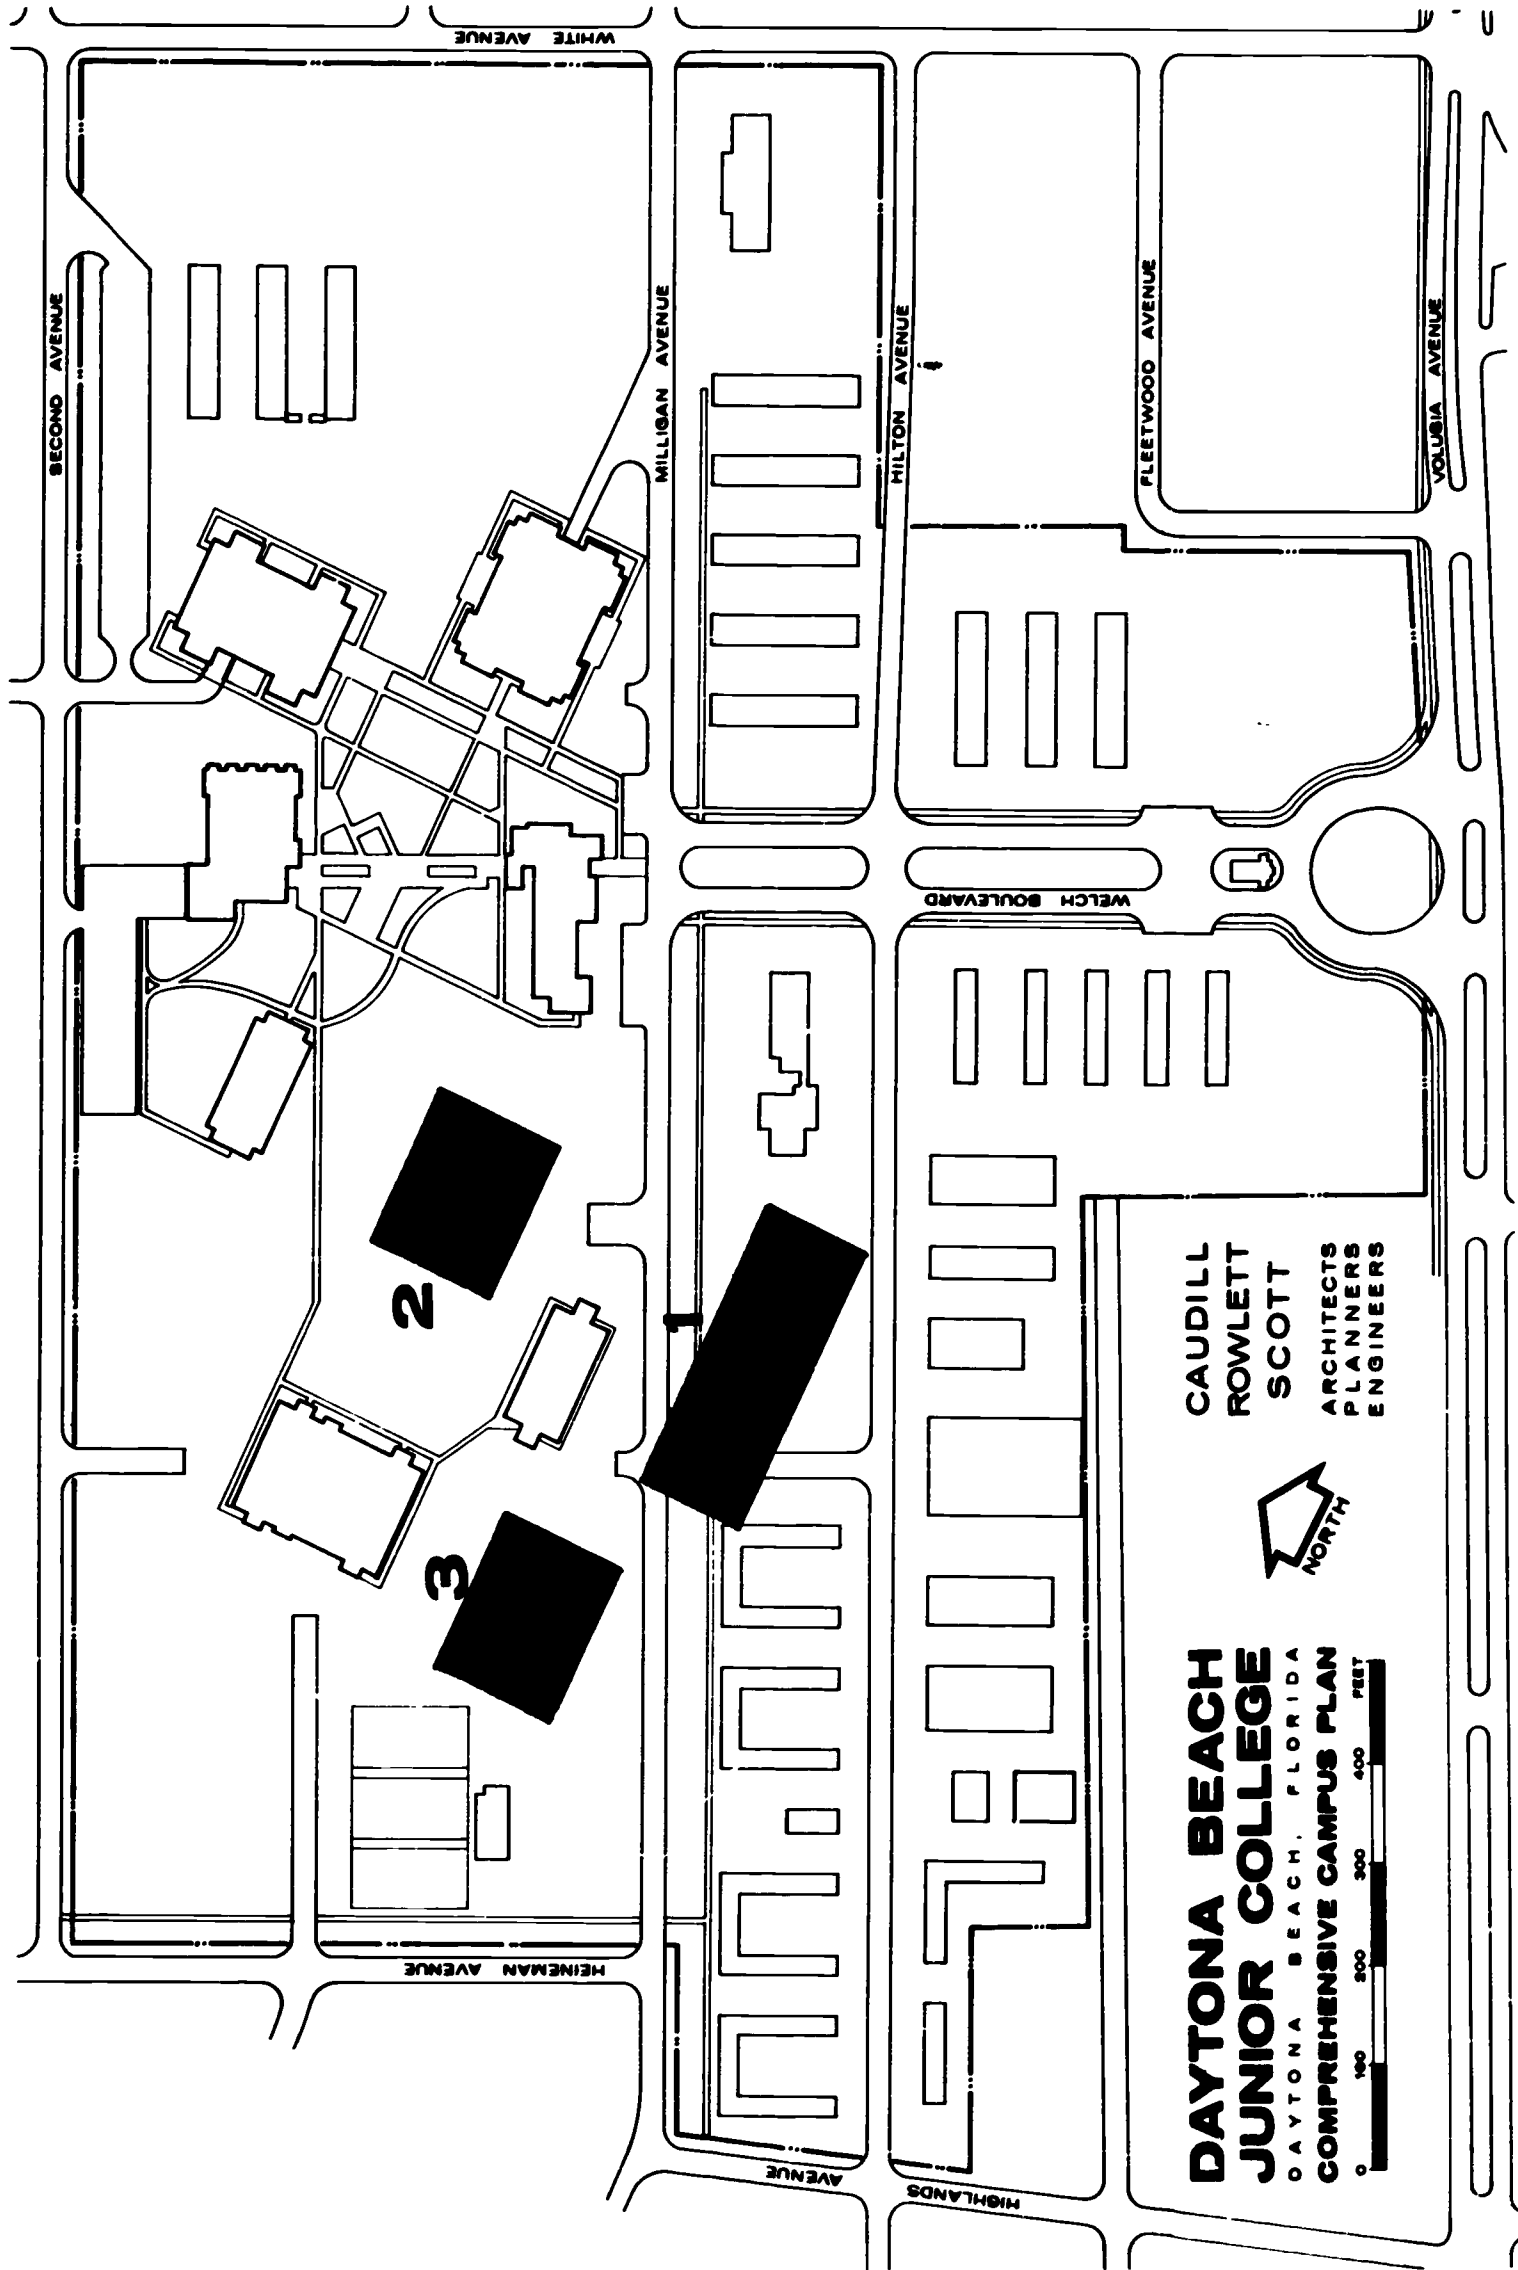 WHITE AVENUE
SECOND AVENUE
MILLIGAN AVENUE
HILTON AVENUE
FLEETWOOD AVENUE
VOLUSIA AVENUE
WELCH BOULEVARD
2
1
3
HEINEMAN AVENUE
HIGHLANDS AVENUE
CAUDILL
ROWLETT
SCOTT
ARCHITECTS
PLANNERS
ENGINEERS
NORTH
DAYTONA BEACH
JUNIOR COLLEGE
DAYTONA BEACH, FLORIDA
COMPREHENSIVE CAMPUS PLAN
0 100 200 300 400 FEET